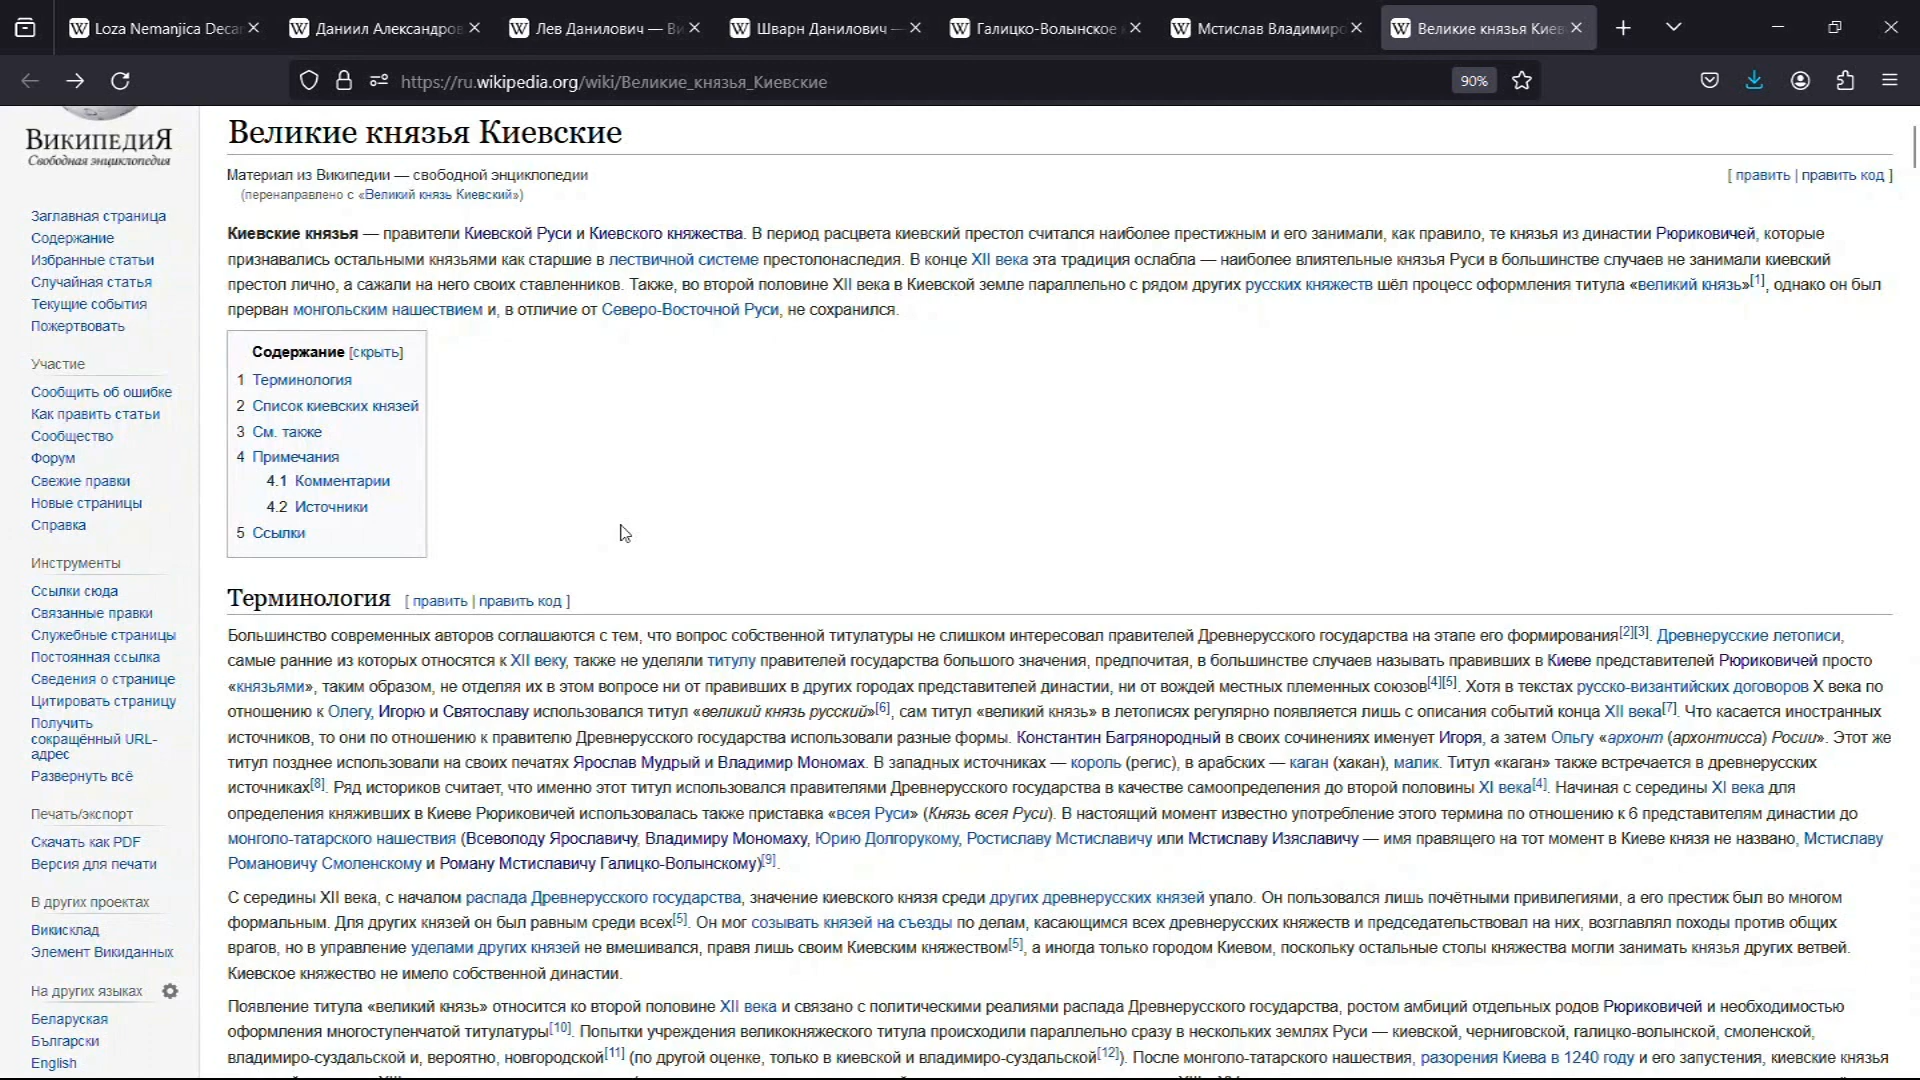 Loza Nemanjica Decan
Даниил Александров
Лев Данилович — Ви
Шварн Данилович —
Галицко-Волынское
Мстислав Владимиро
Великие князья Киев
https://ru.wikipedia.org/wiki/Великие_князья_Киевские
90%
ВИКИПЕДИЯ
Свободная энциклопедия
Заглавная страница
Содержание
Избранные статьи
Случайная статья
Текущие события
Пожертвовать
Участие
Сообщить об ошибке
Как править статьи
Сообщество
Форум
Свежие правки
Новые страницы
Справка
Инструменты
Ссылки сюда
Связанные правки
Служебные страницы
Постоянная ссылка
Сведения о странице
Цитировать страницу
Получить
сокращённый URL-
адрес
Развернуть всё
Печать/экспорт
Скачать как PDF
Версия для печати
В других проектах
Викисклад
Элемент Викиданных
На других языках
Беларуская
Български
English
Великие князья Киевские
Материал из Википедии — свободной энциклопедии
[ править | править код ]
(перенаправлено с «Великий князь Киевский»)
Киевские князья — правители Киевской Руси и Киевского княжества. В период расцвета киевский престол считался наиболее престижным и его занимали, как правило, те князья из династии Рюриковичей, которые
признавались остальными князьями как старшие в лествичной системе престолонаследия. В конце XII века эта традиция ослабла — наиболее влиятельные князья Руси в большинстве случаев не занимали киевский
престол лично, а сажали на него своих ставленников. Также, во второй половине XII века в Киевской земле параллельно с рядом других русских княжеств шёл процесс оформления титула «великий князь»[1], однако он был
прерван монгольским нашествием и, в отличие от Северо-Восточной Руси, не сохранился.
Содержание [скрыть]
1 Терминология
2 Список киевских князей
3 См. также
4 Примечания
4.1 Комментарии
4.2 Источники
5 Ссылки
Терминология [ править | править код ]
Большинство современных авторов соглашаются с тем, что вопрос собственной титулатуры не слишком интересовал правителей Древнерусского государства на этапе его формирования[2][3]. Древнерусские летописи,
самые ранние из которых относятся к XII веку, также не уделяли титулу правителей государства большого значения, предпочитая, в большинстве случаев называть правивших в Киеве представителей Рюриковичей просто
«князьями», таким образом, не отделяя их в этом вопросе ни от правивших в других городах представителей династии, ни от вождей местных племенных союзов[4][5]. Хотя в текстах русско-византийских договоров X века по
отношению к Олегу, Игорю и Святославу использовался титул «великий князь русский»[6], сам титул «великий князь» в летописях регулярно появляется лишь с описания событий конца XII века[7]. Что касается иностранных
источников, то они по отношению к правителю Древнерусского государства использовали разные формы. Константин Багрянородный в своих сочинениях именует Игоря, а затем Ольгу «архонт (архонтисса) Росии». Этот же
титул позднее использовали на своих печатях Ярослав Мудрый и Владимир Мономах. В западных источниках — король (регис), в арабских — каган (хакан), малик. Титул «каган» также встречается в древнерусских
источниках[8]. Ряд историков считает, что именно этот титул использовался правителями Древнерусского государства в качестве самоопределения до второй половины XI века[4]. Начиная с середины XI века для
определения княживших в Киеве Рюриковичей использовалась также приставка «всея Руси» (Князь всея Руси). В настоящий момент известно употребление этого термина по отношению к 6 представителям династии до
монголо-татарского нашествия (Всеволоду Ярославичу, Владимиру Мономаху, Юрию Долгорукому, Ростиславу Мстиславичу или Мстиславу Изяславичу — имя правящего на тот момент в Киеве князя не названо, Мстиславу
Романовичу Смоленскому и Роману Мстиславичу Галицко-Волынскому)[9].
С середины XII века, с началом распада Древнерусского государства, значение киевского князя среди других древнерусских князей упало. Он пользовался лишь почётными привилегиями, а его престиж был во многом
формальным. Для других князей он был равным среди всех[5]. Он мог созывать князей на съезды по делам, касающимся всех древнерусских княжеств и председательствовал на них, возглавлял походы против общих
врагов, но в управление уделами других князей не вмешивался, правя лишь своим Киевским княжеством[5], а иногда только городом Киевом, поскольку остальные столы княжества могли занимать князья других ветвей.
Киевское княжество не имело собственной династии.
Появление титула «великий князь» относится ко второй половине XII века и связано с политическими реалиями распада Древнерусского государства, ростом амбиций отдельных родов Рюриковичей и необходимостью
оформления многоступенчатой титулатуры[10]. Попытки учреждения великокняжеского титула происходили параллельно сразу в нескольких землях Руси — киевской, черниговской, галицко-волынской, смоленской,
владимиро-суздальской и, вероятно, новгородской[11] (по другой оценке, только в киевской и владимиро-суздальской[12]). После монголо-татарского нашествия, разорения Киева в 1240 году и его запустения, киевские князья